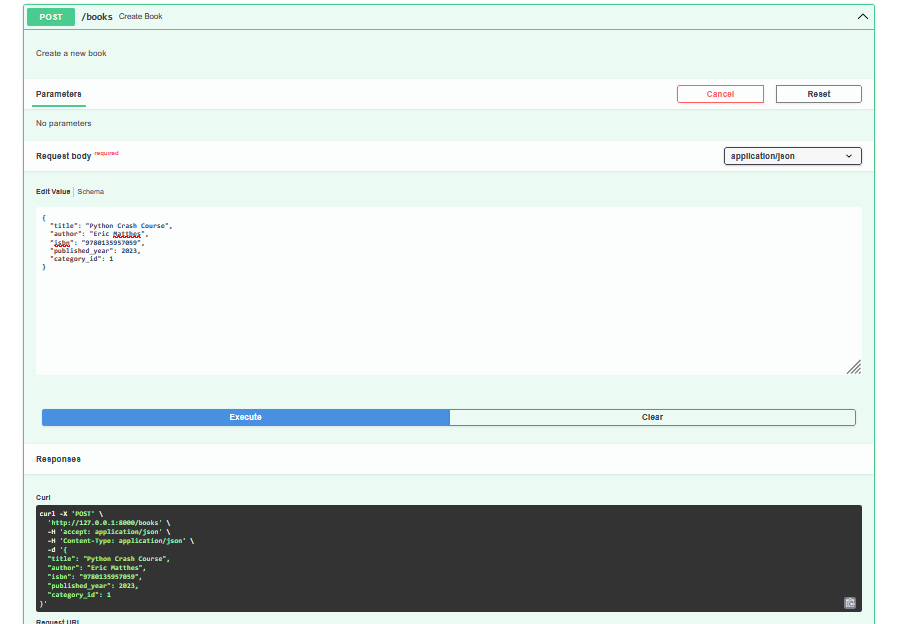 POST /books Create Book
Create a new book
Parameters
Cancel
Reset
No parameters
Request body required
application/json
Edit Value | Schema
{
  "title": "Python Crash Course",
  "author": "Eric Matthes",
  "isbn": "9780135957059",
  "published_year": 2023,
  "category_id": 1
}
Execute
Clear
Responses
Curl
curl -X 'POST' \
  'http://127.0.0.1:8000/books' \
  -H 'accept: application/json' \
  -H 'Content-Type: application/json' \
  -d '{
  "title": "Python Crash Course",
  "author": "Eric Matthes",
  "isbn": "9780135957059",
  "published_year": 2023,
  "category_id": 1
}'
Request URL